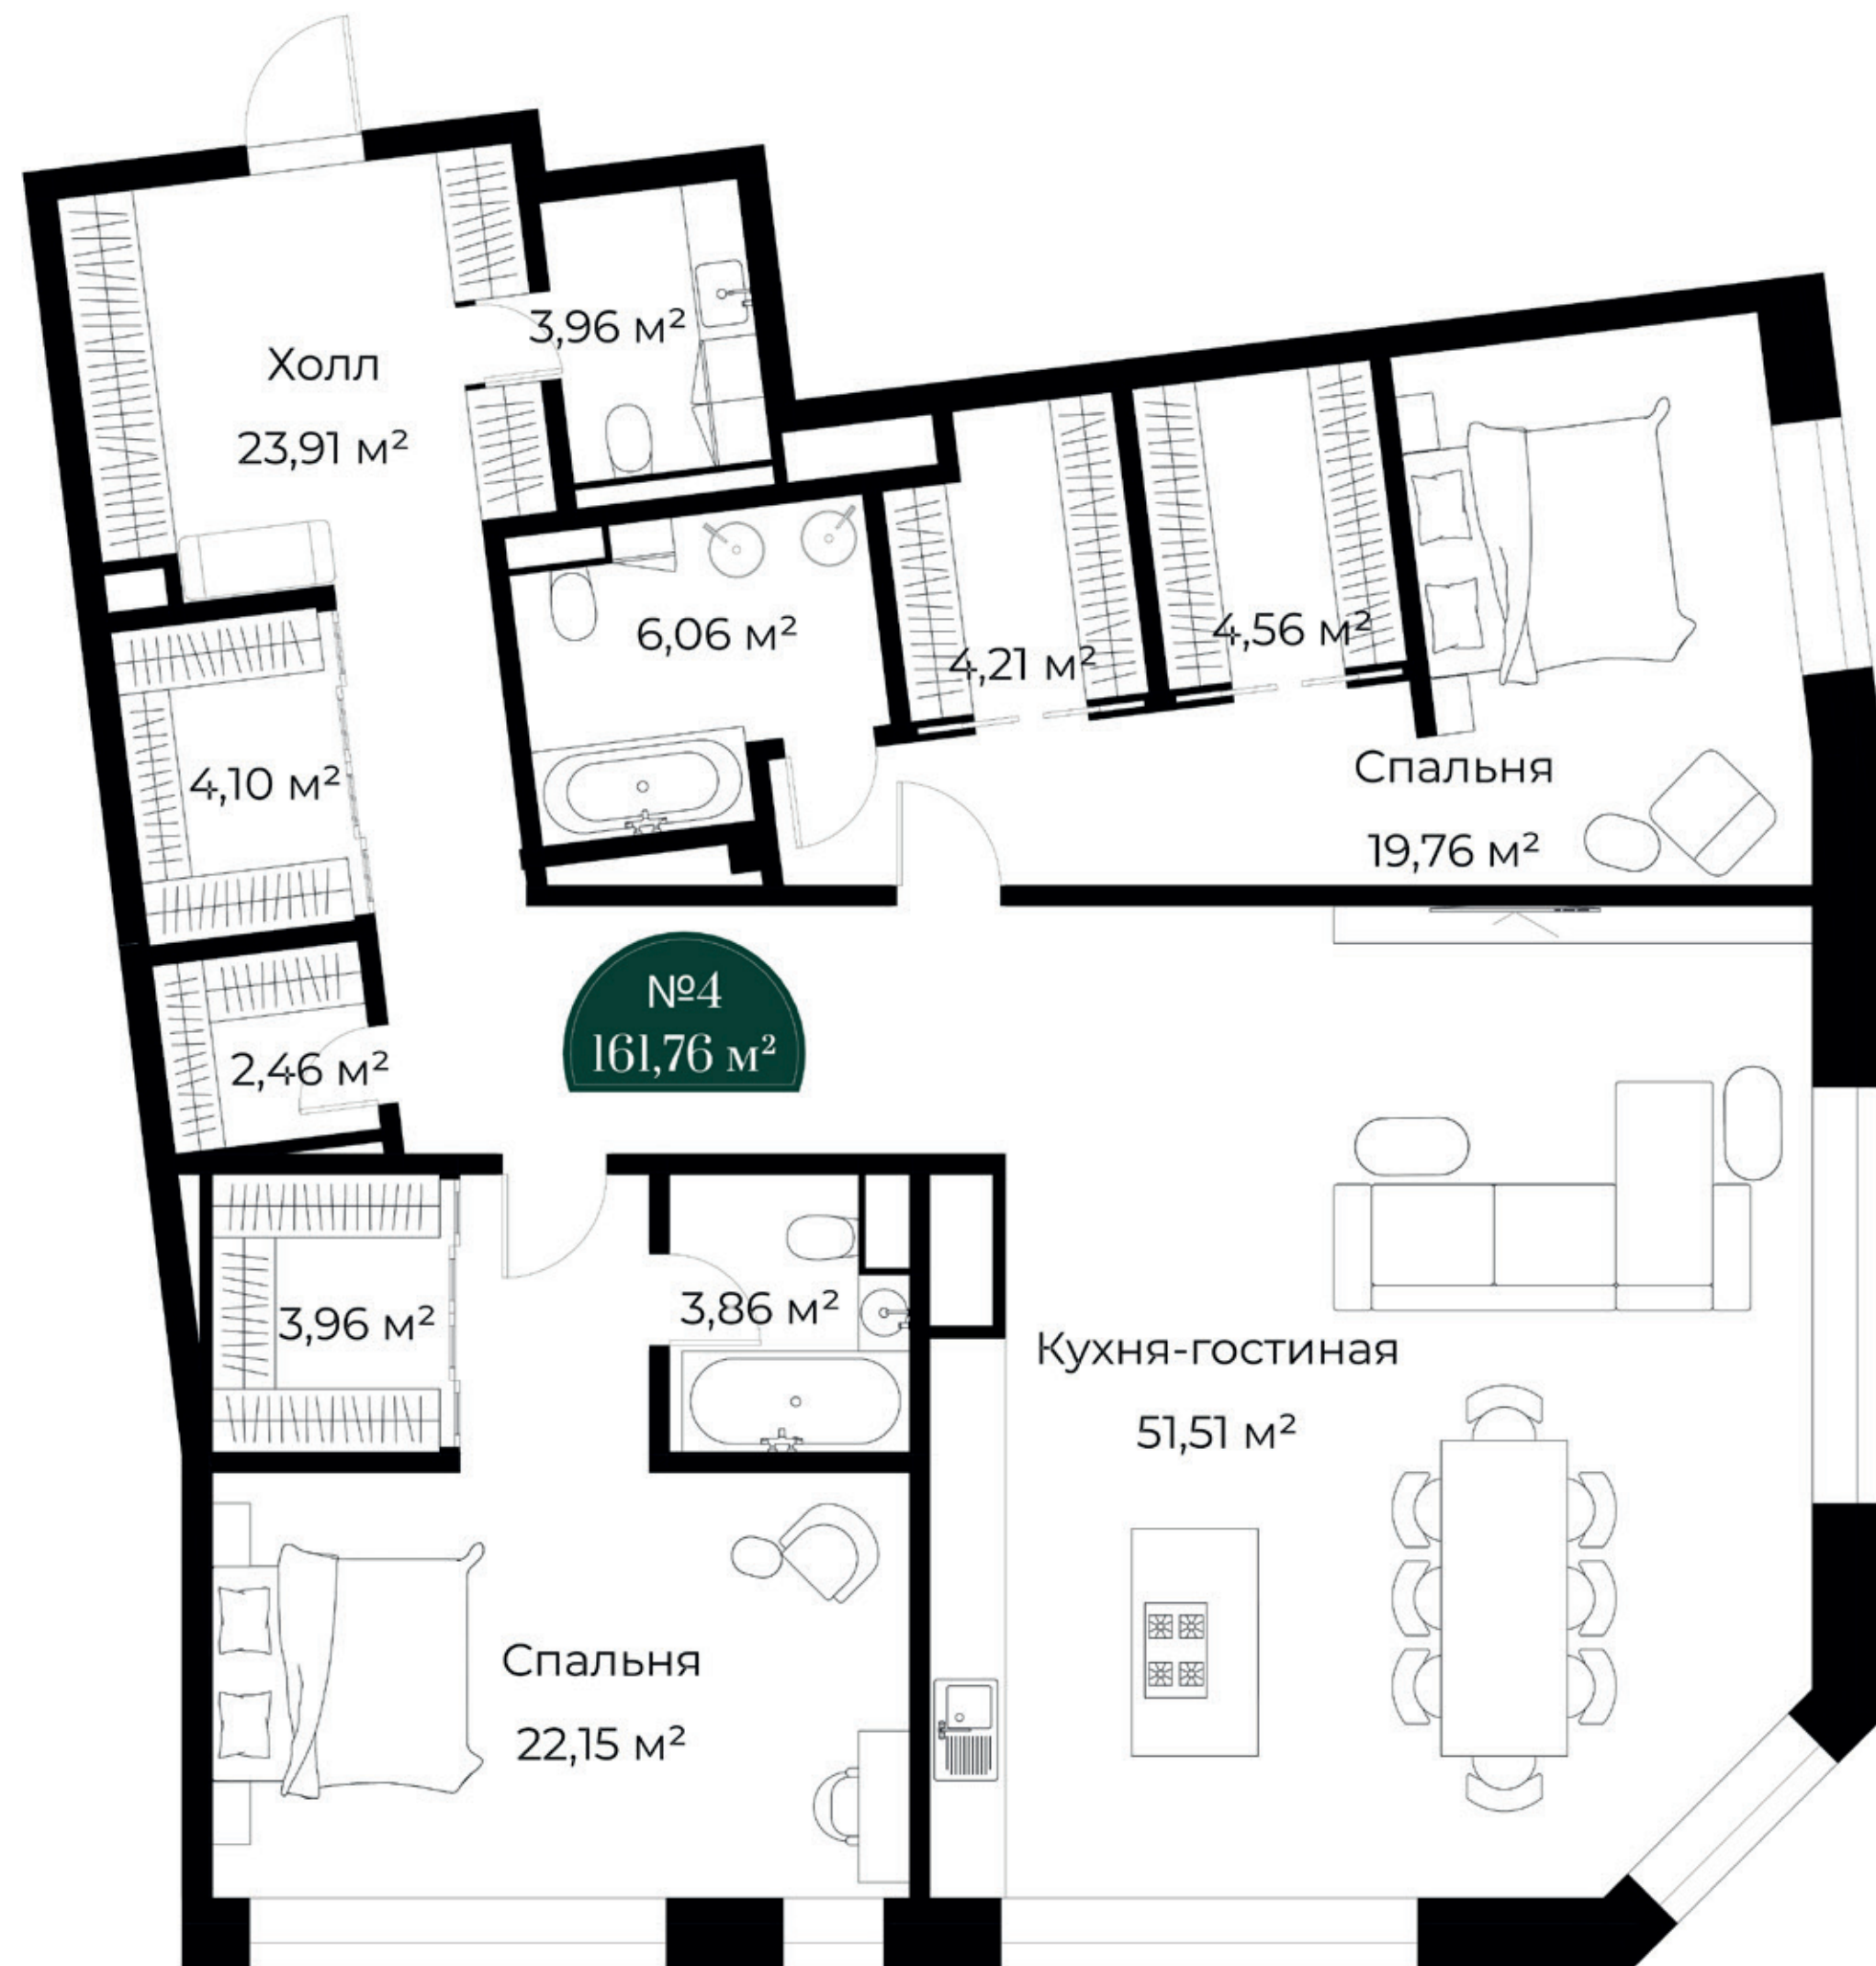 3,96 м²
Холл
23,91 м²
6,06 м²
4,21 м²
4,56 м²
Спальня
19,76 м²
4,10 м²
№4
161,76 м²
2,46 м²
3,96 м²
3,86 м²
Кухня-гостиная
51,51 м²
Спальня
22,15 м²